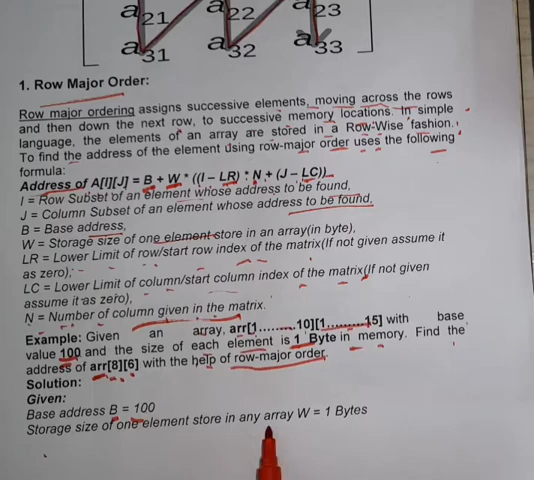 a21 a22 a23
a31 a32 a33
1. Row Major Order:
Row major ordering assigns successive elements, moving across the rows
and then down the next row, to successive memory locations. In simple
language, the elements of an array are stored in a Row-Wise fashion.
To find the address of the element using row-major order uses the following
formula:
Address of A[I][J] = B + W * ((I – LR) * N + (J – LC))
I = Row Subset of an element whose address to be found,
J = Column Subset of an element whose address to be found,
B = Base address,
W = Storage size of one element store in an array(in byte),
LR = Lower Limit of row/start row index of the matrix(If not given assume it
as zero),
LC = Lower Limit of column/start column index of the matrix(If not given
assume it as zero),
N = Number of column given in the matrix.
Example: Given an array, arr[1………10][1………15] with base
value 100 and the size of each element is 1 Byte in memory. Find the
address of arr[8][6] with the help of row-major order.
Solution:
Given:
Base address B = 100
Storage size of one element store in any array W = 1 Bytes